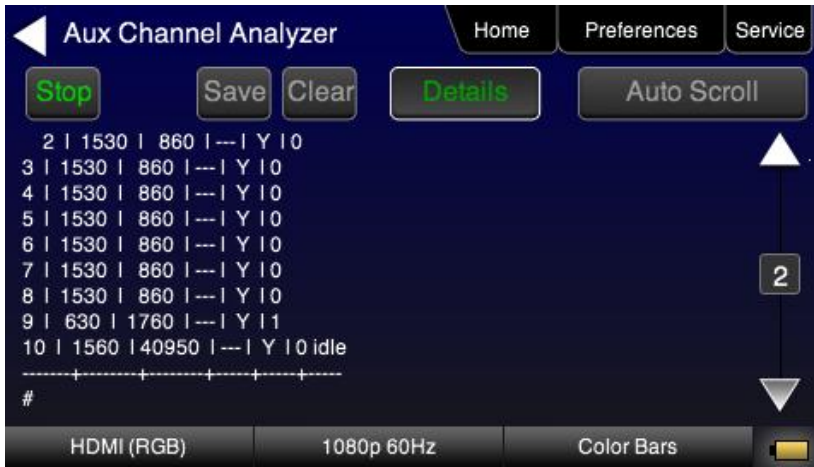 Aux Channel Analyzer Home Preferences Service
Stop Save Clear Details Auto Scroll
2 | 1530 | 860 |---| Y |0
3 | 1530 | 860 |---| Y |0
4 | 1530 | 860 |---| Y |0
5 | 1530 | 860 |---| Y |0
6 | 1530 | 860 |---| Y |0
7 | 1530 | 860 |---| Y |0
8 | 1530 | 860 |---| Y |0
9 | 630 | 1760 |---| Y |1
10 | 1560 |40950 |---| Y |0 idle
-------+--------+--------+-----+-----+-----
#
2
HDMI (RGB) 1080p 60Hz Color Bars